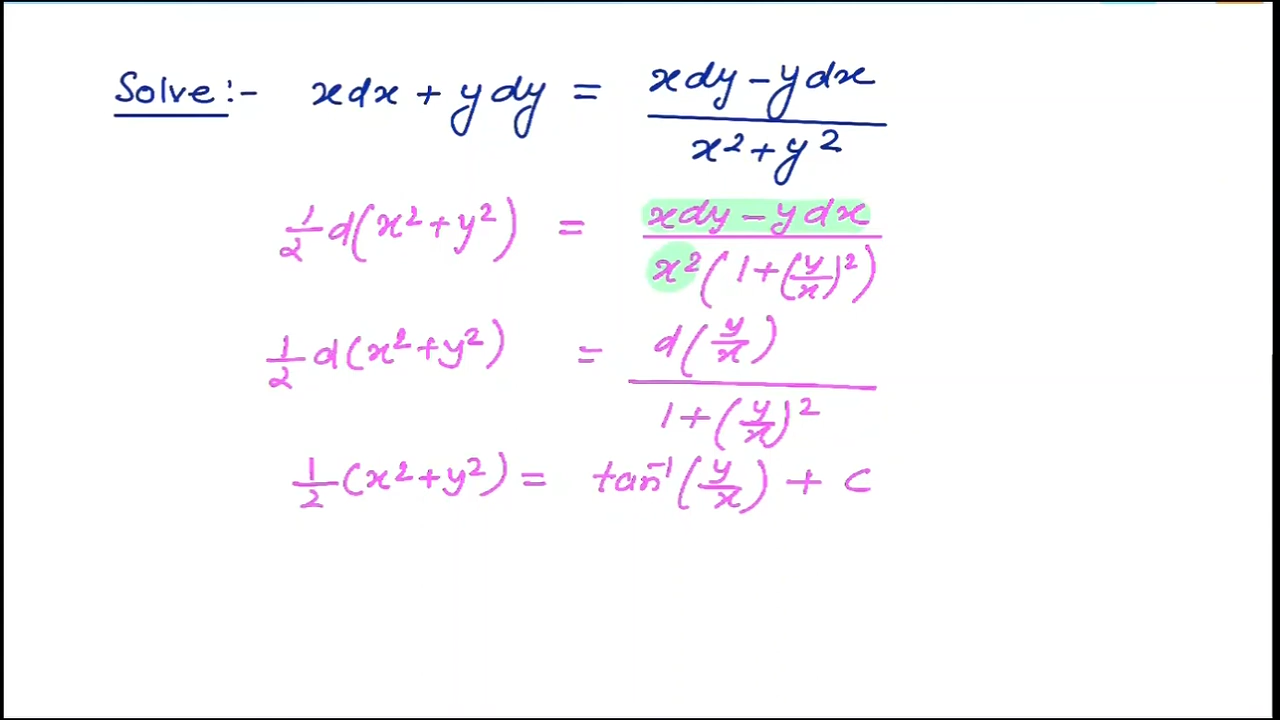 Solve:- xdx + ydy = (xdy - ydx)/(x² + y²)
½ d(x² + y²) = (xdy - ydx)/(x²(1 + (y/x)²))
½ d(x² + y²) = d(y/x)/(1 + (y/x)²)
½ (x² + y²) = tan⁻¹(y/x) + c